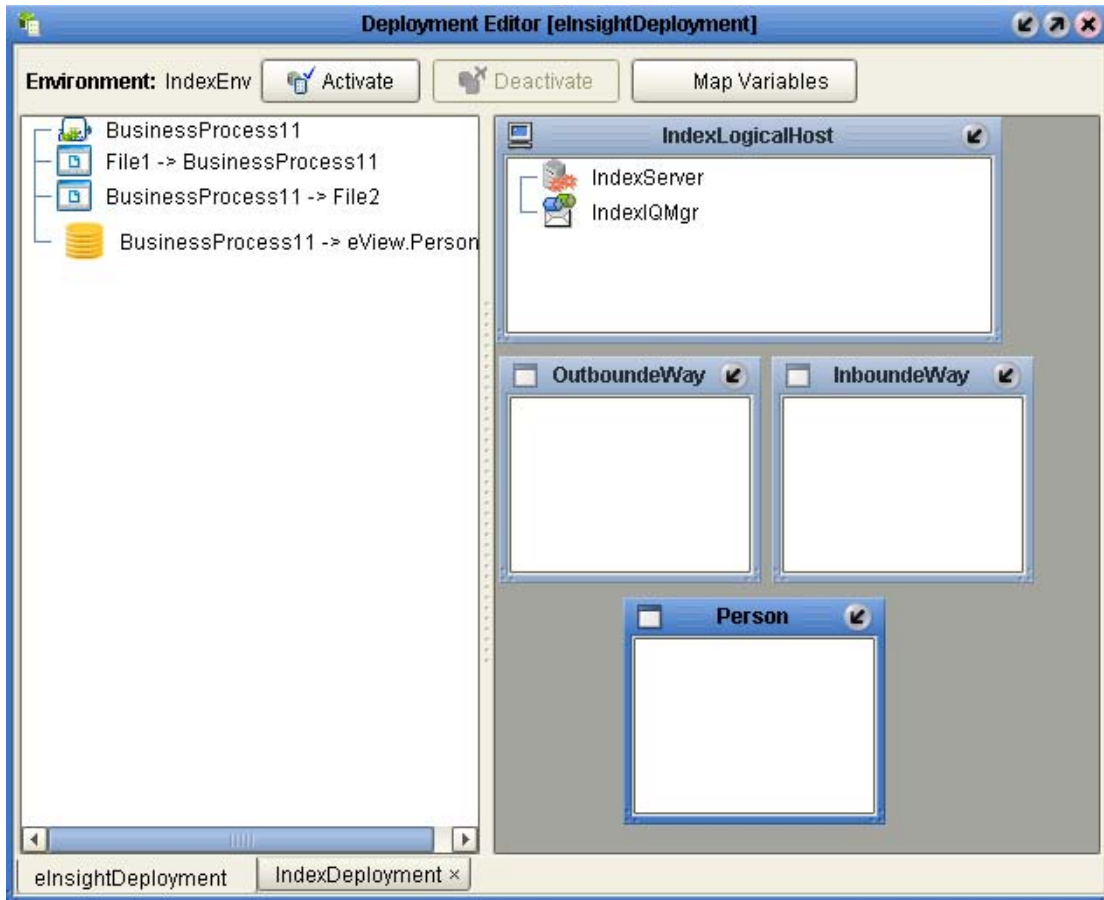 Deployment Editor [eInsightDeployment]
Environment: IndexEnv Activate Deactivate Map Variables
BusinessProcess11
File1 -> BusinessProcess11
BusinessProcess11 -> File2
BusinessProcess11 -> eView.Person
IndexLogicalHost
IndexServer
IndexIQMgr
OutboundeWay InboundeWay
Person
eInsightDeployment IndexDeployment ×